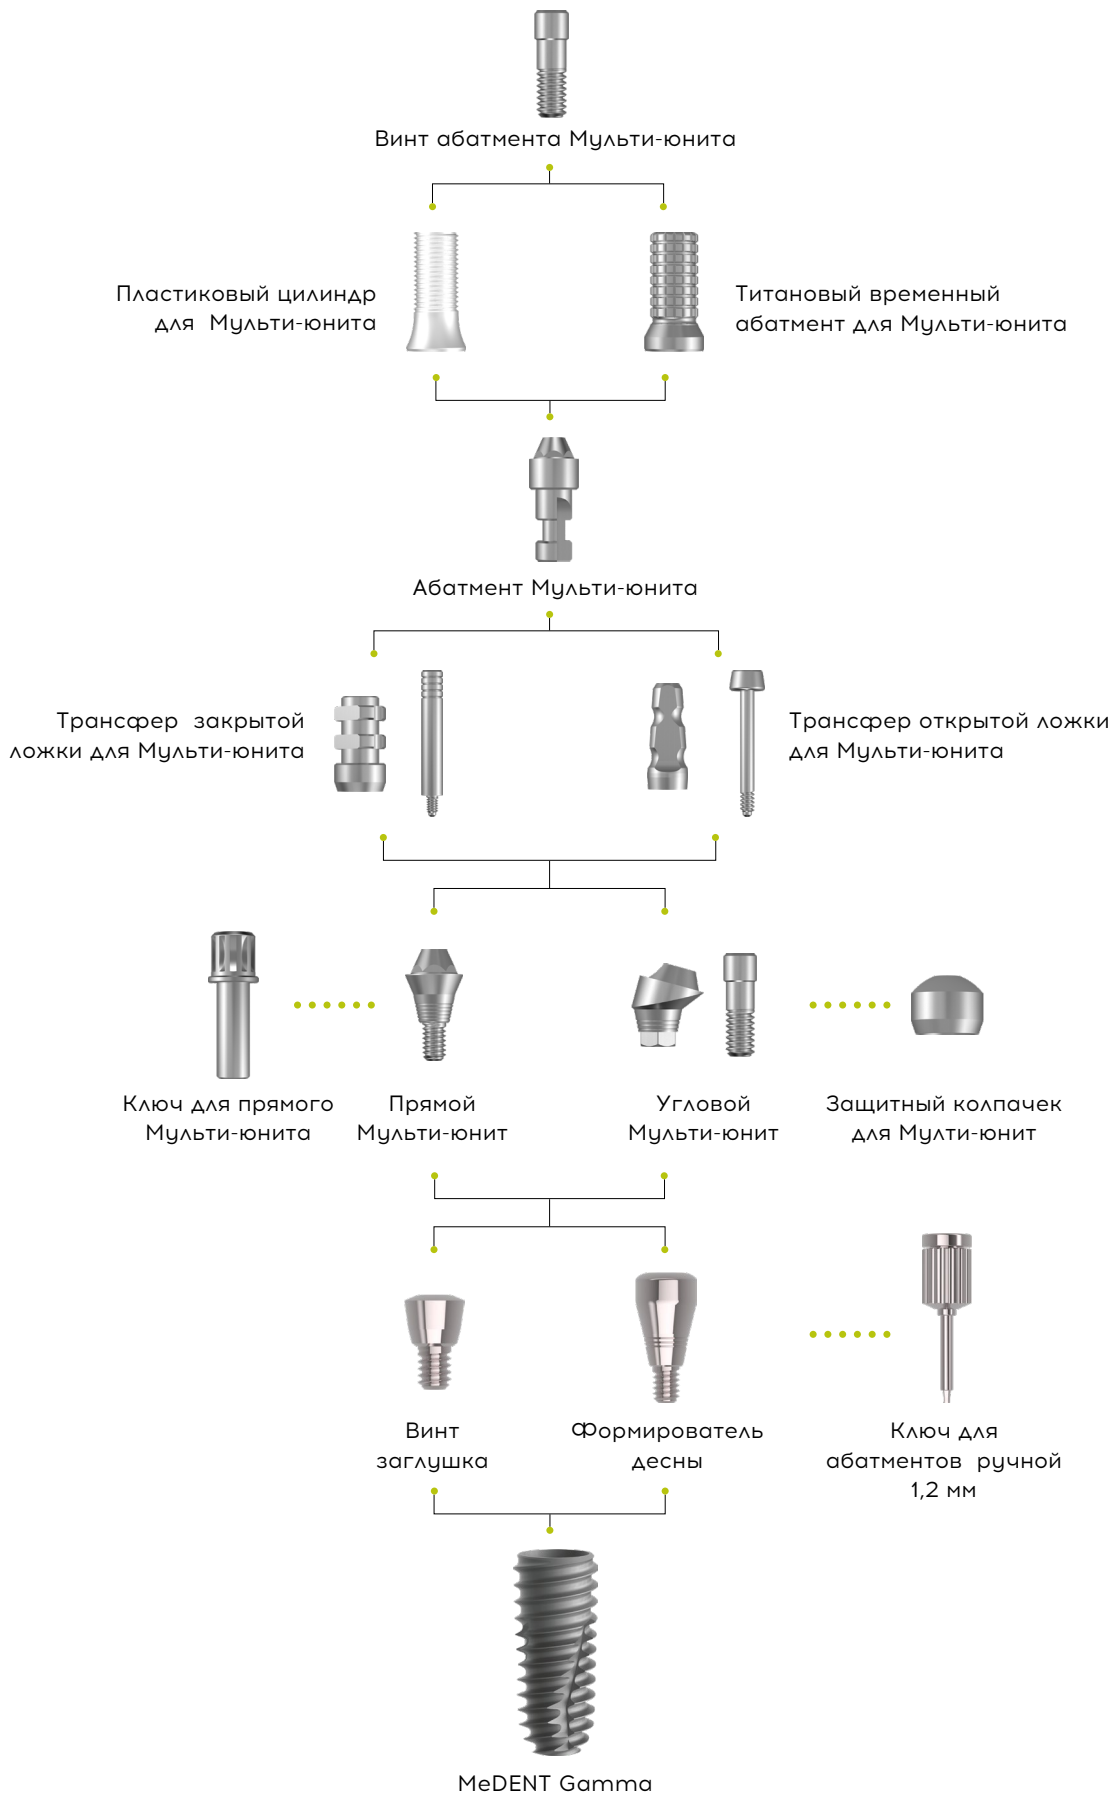 Винт абатмента Мульти-юнита
Пластиковый цилиндр
для Мульти-юнита
Титановый временный
абатмент для Мульти-юнита
Абатмент Мульти-юнита
Трансфер закрытой
ложки для Мульти-юнита
Трансфер открытой ложки
для Мульти-юнита
Ключ для прямого
Мульти-юнита
Прямой
Мульти-юнит
Угловой
Мульти-юнит
Защитный колпачек
для Мулти-юнит
Винт
заглушка
Формирователь
десны
Ключ для
абатментов ручной
1,2 мм
MeDENT Gamma